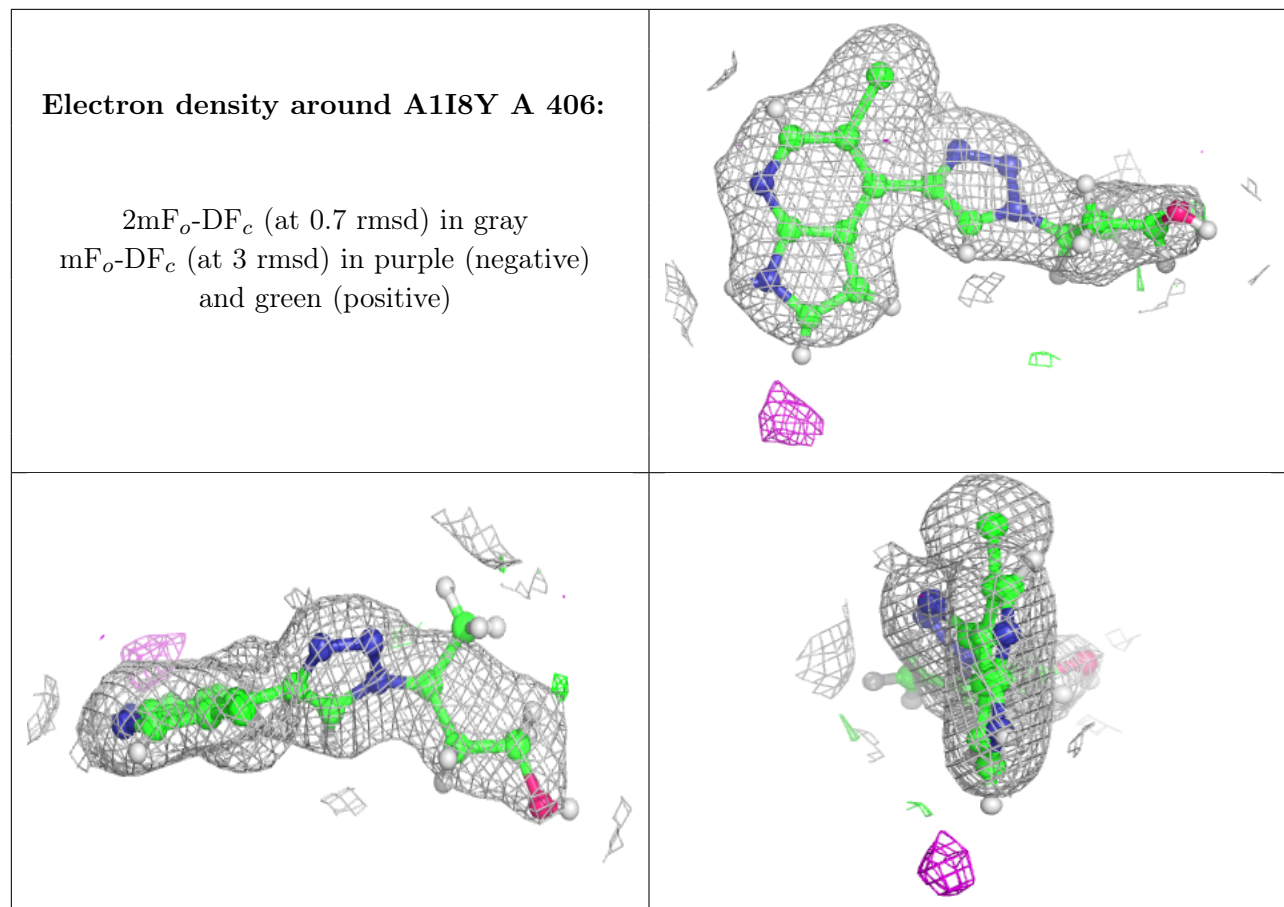 Electron density around A1I8Y A 406:
2mFo-DFc (at 0.7 rmsd) in gray
mFo-DFc (at 3 rmsd) in purple (negative)
and green (positive)